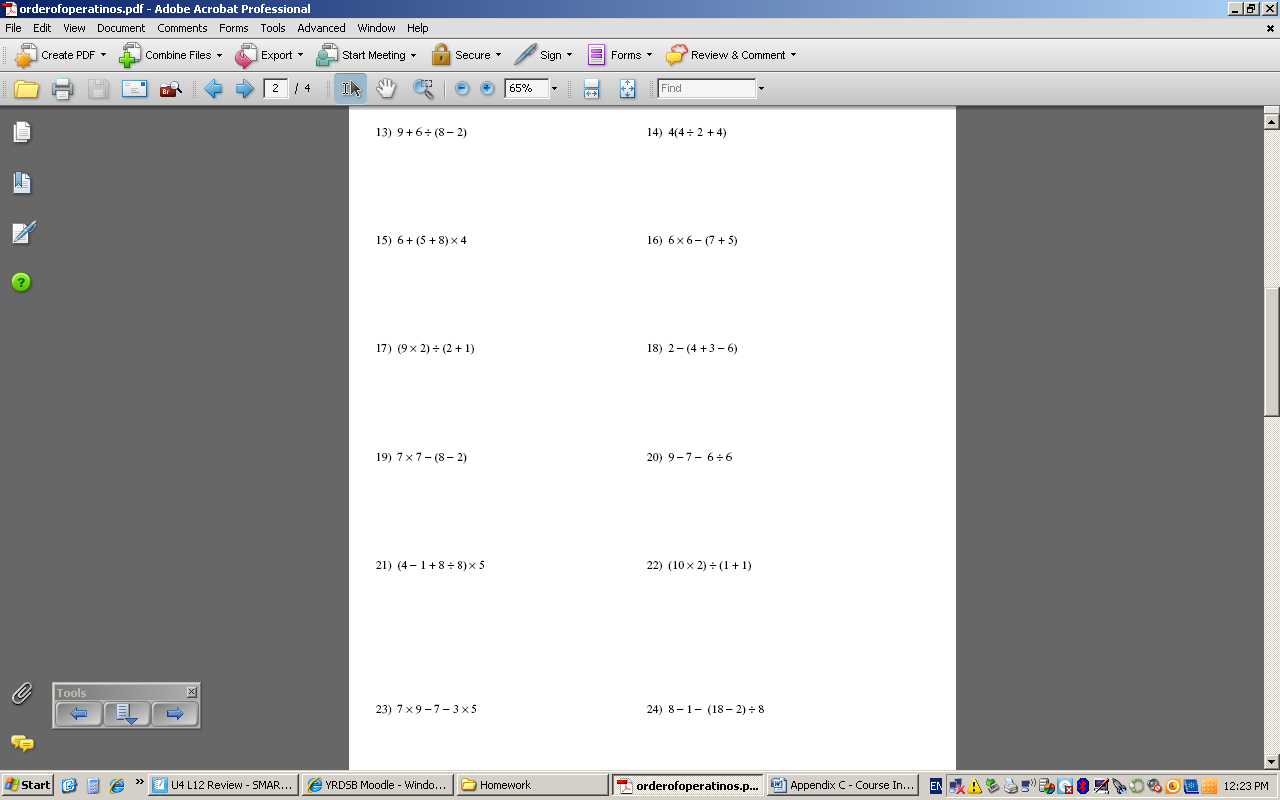 orderofoperatinos.pdf - Adobe Acrobat Professional
File Edit View Document Comments Forms Tools Advanced Window Help
Create PDF Combine Files Export Start Meeting Secure Sign Forms Review & Comment
2 / 4 65% Find
13) 9 + 6 ÷ (8 − 2) 14) 4(4 ÷ 2 + 4)
15) 6 + (5 + 8) × 4 16) 6 × 6 − (7 + 5)
17) (9 × 2) ÷ (2 + 1) 18) 2 − (4 + 3 − 6)
19) 7 × 7 − (8 − 2) 20) 9 − 7 − 6 ÷ 6
21) (4 − 1 + 8 ÷ 8) × 5 22) (10 × 2) ÷ (1 + 1)
Tools
23) 7 × 9 − 7 − 3 × 5 24) 8 − 1 − (18 − 2) ÷ 8
Start U4 L12 Review - SMAR... YRDSB Moodle - Windo... Homework orderofoperatinos.p... Appendix C - Course In... EN 12:23 PM